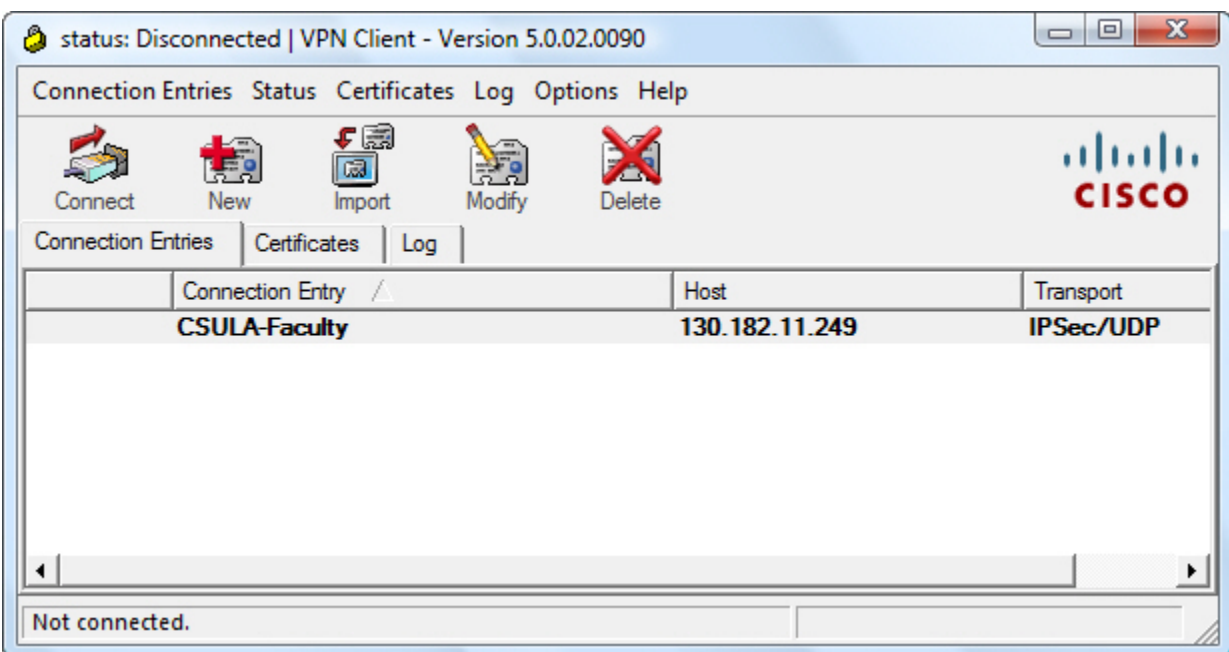 status: Disconnected | VPN Client - Version 5.0.02.0090
Connection Entries Status Certificates Log Options Help
Connect New Import Modify Delete
CISCO
Connection Entries Certificates Log
Connection Entry Host Transport
CSULA-Faculty 130.182.11.249 IPSec/UDP
Not connected.